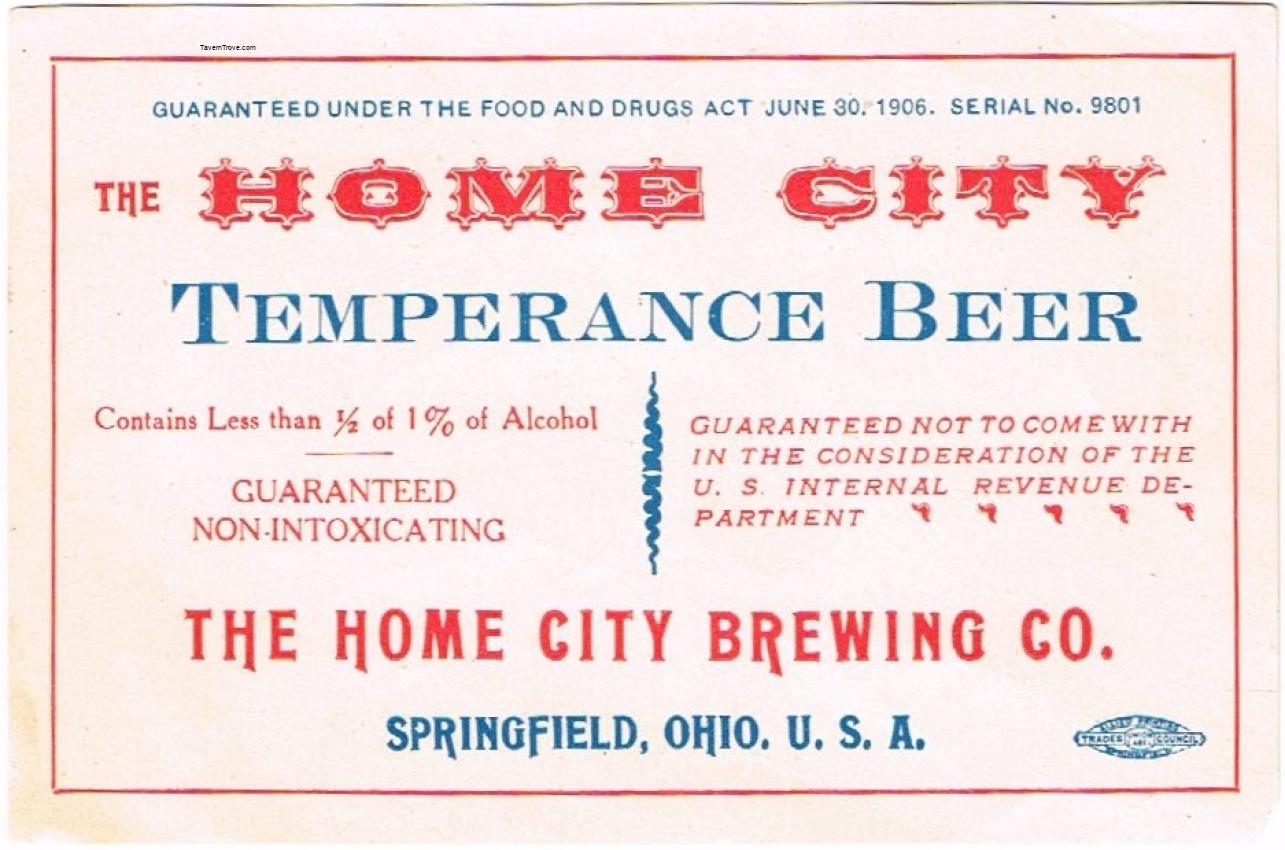 TavernTrove.com
GUARANTEED UNDER THE FOOD AND DRUGS ACT JUNE 30. 1906. SERIAL No. 9801
THE HOME CITY
TEMPERANCE BEER
Contains Less than ½ of 1% of Alcohol
GUARANTEED
NON-INTOXICATING
GUARANTEED NOT TO COME WITH
IN THE CONSIDERATION OF THE
U. S. INTERNAL REVENUE DE-
PARTMENT
THE HOME CITY BREWING CO.
SPRINGFIELD, OHIO. U. S. A.
TRADES COUNCIL